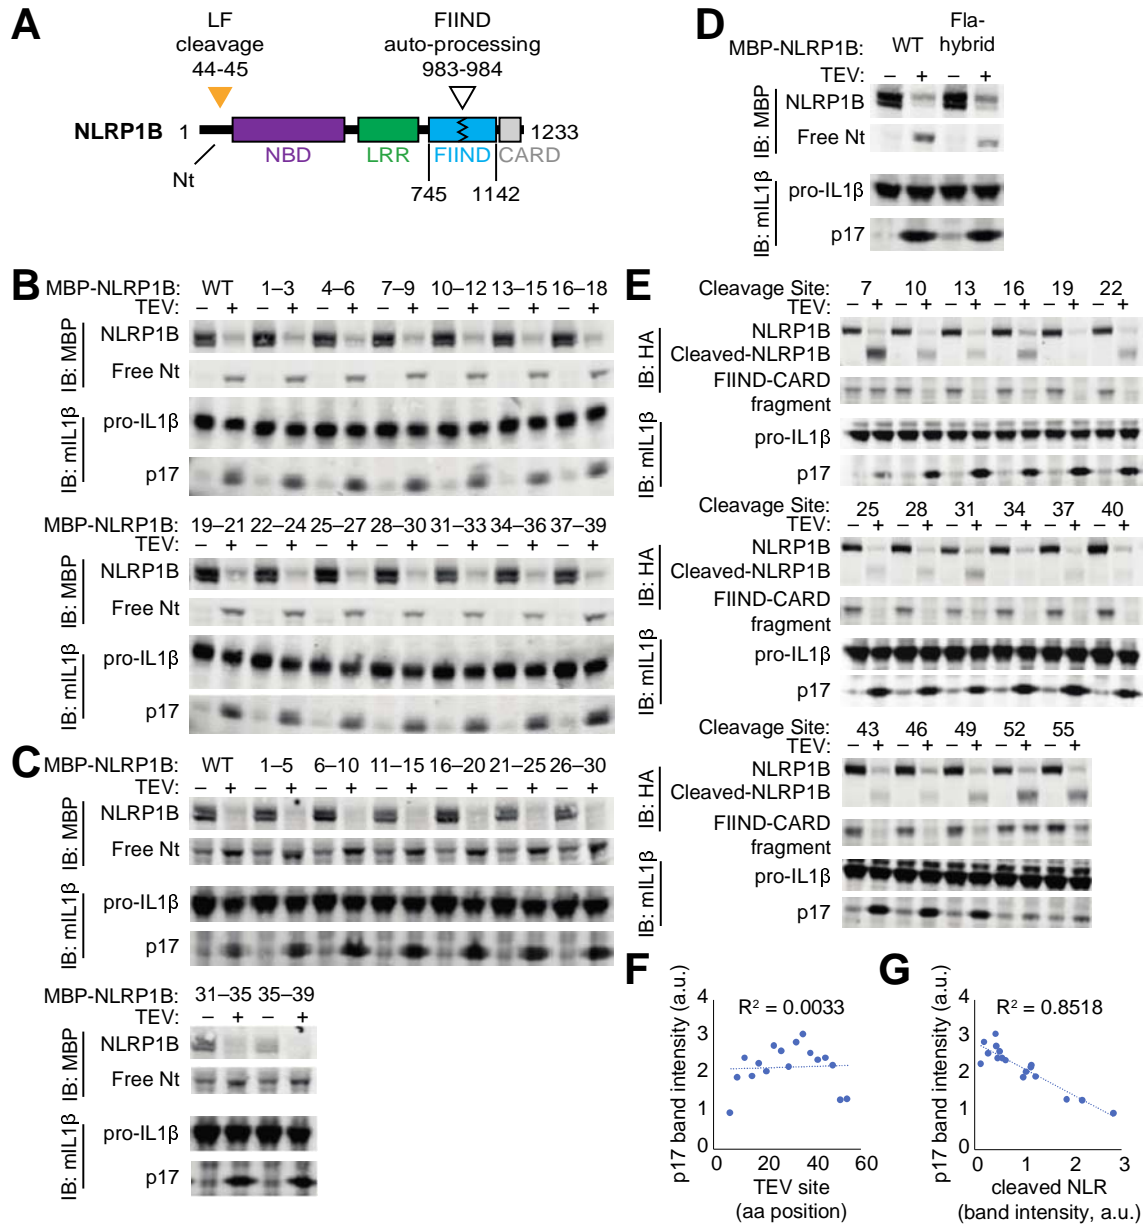 A
LF
cleavage
44-45
FIIND
auto-processing
983-984
NLRP1B 1
1233
NBD
LRR
FIIND
CARD
Nt
745
1142
D
MBP-NLRP1B: WT Fla-
hybrid
TEV: – + – +
IB: MBP
NLRP1B
Free Nt
IB: mIL1β
pro-IL1β
p17
B
MBP-NLRP1B: WT 1–3 4–6 7–9 10–12 13–15 16–18
TEV: – + – + – + – + – + – + – +
IB: MBP
NLRP1B
Free Nt
IB: mIL1β
pro-IL1β
p17
MBP-NLRP1B: 19–21 22–24 25–27 28–30 31–33 34–36 37–39
TEV: – + – + – + – + – + – + – +
IB: MBP
NLRP1B
Free Nt
IB: mIL1β
pro-IL1β
p17
C
MBP-NLRP1B: WT 1–5 6–10 11–15 16–20 21–25 26–30
TEV: – + – + – + – + – + – + – +
IB: MBP
NLRP1B
Free Nt
IB: mIL1β
pro-IL1β
p17
MBP-NLRP1B: 31–35 35–39
TEV: – + – +
IB: MBP
NLRP1B
Free Nt
IB: mIL1β
pro-IL1β
p17
E
Cleavage Site: 7 10 13 16 19 22
TEV: – + – + – + – + – + – +
IB: HA
NLRP1B
Cleaved-NLRP1B
FIIND-CARD
fragment
IB: mIL1β
pro-IL1β
p17
Cleavage Site: 25 28 31 34 37 40
TEV: – + – + – + – + – + – +
IB: HA
NLRP1B
Cleaved-NLRP1B
FIIND-CARD
fragment
IB: mIL1β
pro-IL1β
p17
Cleavage Site: 43 46 49 52 55
TEV: – + – + – + – + – +
IB: HA
NLRP1B
Cleaved-NLRP1B
FIIND-CARD
fragment
IB: mIL1β
pro-IL1β
p17
F
p17 band intensity (a.u.)
4
3
2
1
0
R² = 0.0033
0 20 40 60
TEV site
(aa position)
G
p17 band intensity (a.u.)
4
3
2
1
0
R² = 0.8518
0 1 2 3
cleaved NLR
(band intensity, a.u.)